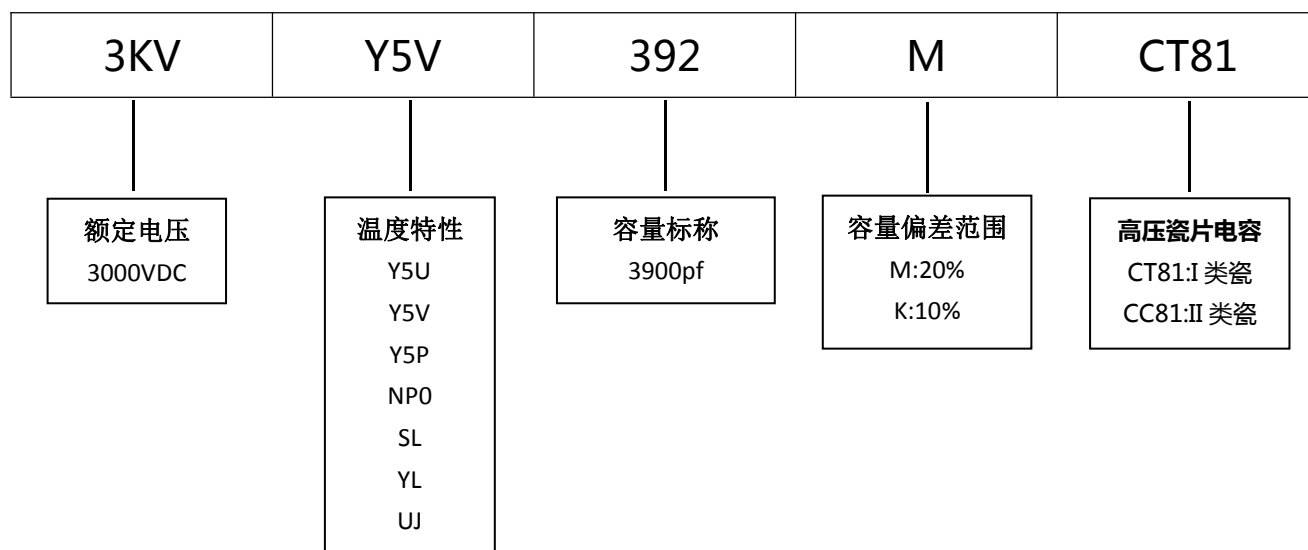 3KV Y5V 392 M CT81
额定电压
3000VDC
温度特性
Y5U
Y5V
Y5P
NP0
SL
YL
UJ
容量标称
3900pf
容量偏差范围
M:20%
K:10%
高压瓷片电容
CT81:I 类瓷
CC81:II 类瓷